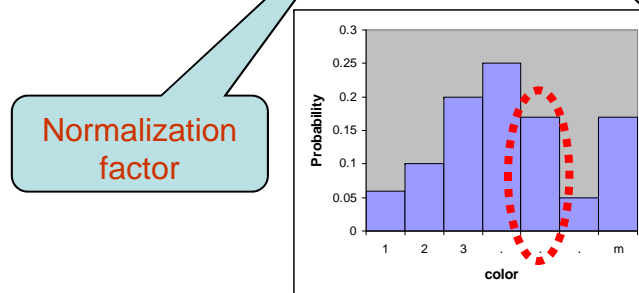 Normalization
factor
0.3
0.25
0.2
0.15
0.1
0.05
0
Probability
1 2 3 . . . m
color